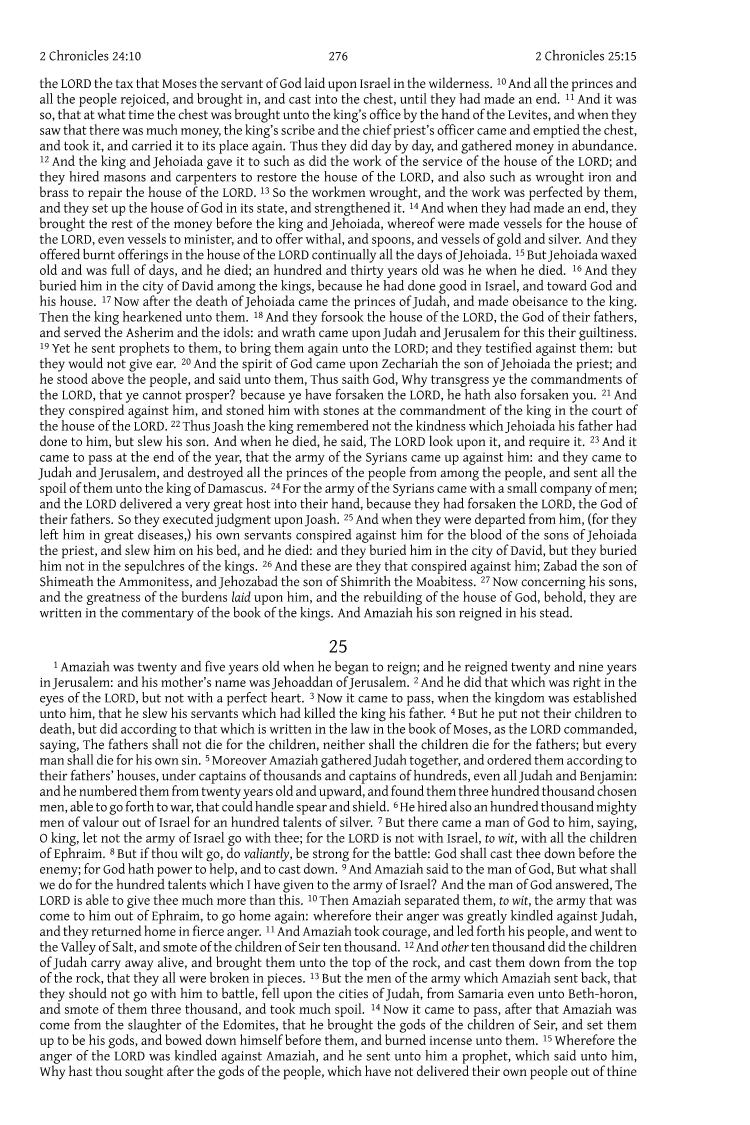 2 Chronicles 24:10 276 2 Chronicles 25:15
the LORD the tax that Moses the servant of God laid upon Israel in the wilderness. 10 And all the princes and
all the people rejoiced, and brought in, and cast into the chest, until they had made an end. 11 And it was
so, that at what time the chest was brought unto the king's office by the hand of the Levites, and when they
saw that there was much money, the king's scribe and the chief priest's officer came and emptied the chest,
and took it, and carried it to its place again. Thus they did day by day, and gathered money in abundance.
12 And the king and Jehoiada gave it to such as did the work of the service of the house of the LORD; and
they hired masons and carpenters to restore the house of the LORD, and also such as wrought iron and
brass to repair the house of the LORD. 13 So the workmen wrought, and the work was perfected by them,
and they set up the house of God in its state, and strengthened it. 14 And when they had made an end, they
brought the rest of the money before the king and Jehoiada, whereof were made vessels for the house of
the LORD, even vessels to minister, and to offer withal, and spoons, and vessels of gold and silver. And they
offered burnt offerings in the house of the LORD continually all the days of Jehoiada. 15 But Jehoiada waxed
old and was full of days, and he died; an hundred and thirty years old was he when he died. 16 And they
buried him in the city of David among the kings, because he had done good in Israel, and toward God and
his house. 17 Now after the death of Jehoiada came the princes of Judah, and made obeisance to the king.
Then the king hearkened unto them. 18 And they forsook the house of the LORD, the God of their fathers,
and served the Asherim and the idols: and wrath came upon Judah and Jerusalem for this their guiltiness.
19 Yet he sent prophets to them, to bring them again unto the LORD; and they testified against them: but
they would not give ear. 20 And the spirit of God came upon Zechariah the son of Jehoiada the priest; and
he stood above the people, and said unto them, Thus saith God, Why transgress ye the commandments of
the LORD, that ye cannot prosper? because ye have forsaken the LORD, he hath also forsaken you. 21 And
they conspired against him, and stoned him with stones at the commandment of the king in the court of
the house of the LORD. 22 Thus Joash the king remembered not the kindness which Jehoiada his father had
done to him, but slew his son. And when he died, he said, The LORD look upon it, and require it. 23 And it
came to pass at the end of the year, that the army of the Syrians came up against him: and they came to
Judah and Jerusalem, and destroyed all the princes of the people from among the people, and sent all the
spoil of them unto the king of Damascus. 24 For the army of the Syrians came with a small company of men;
and the LORD delivered a very great host into their hand, because they had forsaken the LORD, the God of
their fathers. So they executed judgment upon Joash. 25 And when they were departed from him, (for they
left him in great diseases,) his own servants conspired against him for the blood of the sons of Jehoiada
the priest, and slew him on his bed, and he died: and they buried him in the city of David, but they buried
him not in the sepulchres of the kings. 26 And these are they that conspired against him; Zabad the son of
Shimeath the Ammonitess, and Jehozabad the son of Shimrith the Moabitess. 27 Now concerning his sons,
and the greatness of the burdens laid upon him, and the rebuilding of the house of God, behold, they are
written in the commentary of the book of the kings. And Amaziah his son reigned in his stead.
25
1 Amaziah was twenty and five years old when he began to reign; and he reigned twenty and nine years
in Jerusalem: and his mother's name was Jehoaddan of Jerusalem. 2 And he did that which was right in the
eyes of the LORD, but not with a perfect heart. 3 Now it came to pass, when the kingdom was established
unto him, that he slew his servants which had killed the king his father. 4 But he put not their children to
death, but did according to that which is written in the law in the book of Moses, as the LORD commanded,
saying, The fathers shall not die for the children, neither shall the children die for the fathers; but every
man shall die for his own sin. 5 Moreover Amaziah gathered Judah together, and ordered them according to
their fathers' houses, under captains of thousands and captains of hundreds, even all Judah and Benjamin:
and he numbered them from twenty years old and upward, and found them three hundred thousand chosen
men, able to go forth to war, that could handle spear and shield. 6 He hired also an hundred thousand mighty
men of valour out of Israel for an hundred talents of silver. 7 But there came a man of God to him, saying,
O king, let not the army of Israel go with thee; for the LORD is not with Israel, to wit, with all the children
of Ephraim. 8 But if thou wilt go, do valiantly, be strong for the battle: God shall cast thee down before the
enemy; for God hath power to help, and to cast down. 9 And Amaziah said to the man of God, But what shall
we do for the hundred talents which I have given to the army of Israel? And the man of God answered, The
LORD is able to give thee much more than this. 10 Then Amaziah separated them, to wit, the army that was
come to him out of Ephraim, to go home again: wherefore their anger was greatly kindled against Judah,
and they returned home in fierce anger. 11 And Amaziah took courage, and led forth his people, and went to
the Valley of Salt, and smote of the children of Seir ten thousand. 12 And other ten thousand did the children
of Judah carry away alive, and brought them unto the top of the rock, and cast them down from the top
of the rock, that they all were broken in pieces. 13 But the men of the army which Amaziah sent back, that
they should not go with him to battle, fell upon the cities of Judah, from Samaria even unto Beth-horon,
and smote of them three thousand, and took much spoil. 14 Now it came to pass, after that Amaziah was
come from the slaughter of the Edomites, that he brought the gods of the children of Seir, and set them
up to be his gods, and bowed down himself before them, and burned incense unto them. 15 Wherefore the
anger of the LORD was kindled against Amaziah, and he sent unto him a prophet, which said unto him,
Why hast thou sought after the gods of the people, which have not delivered their own people out of thine